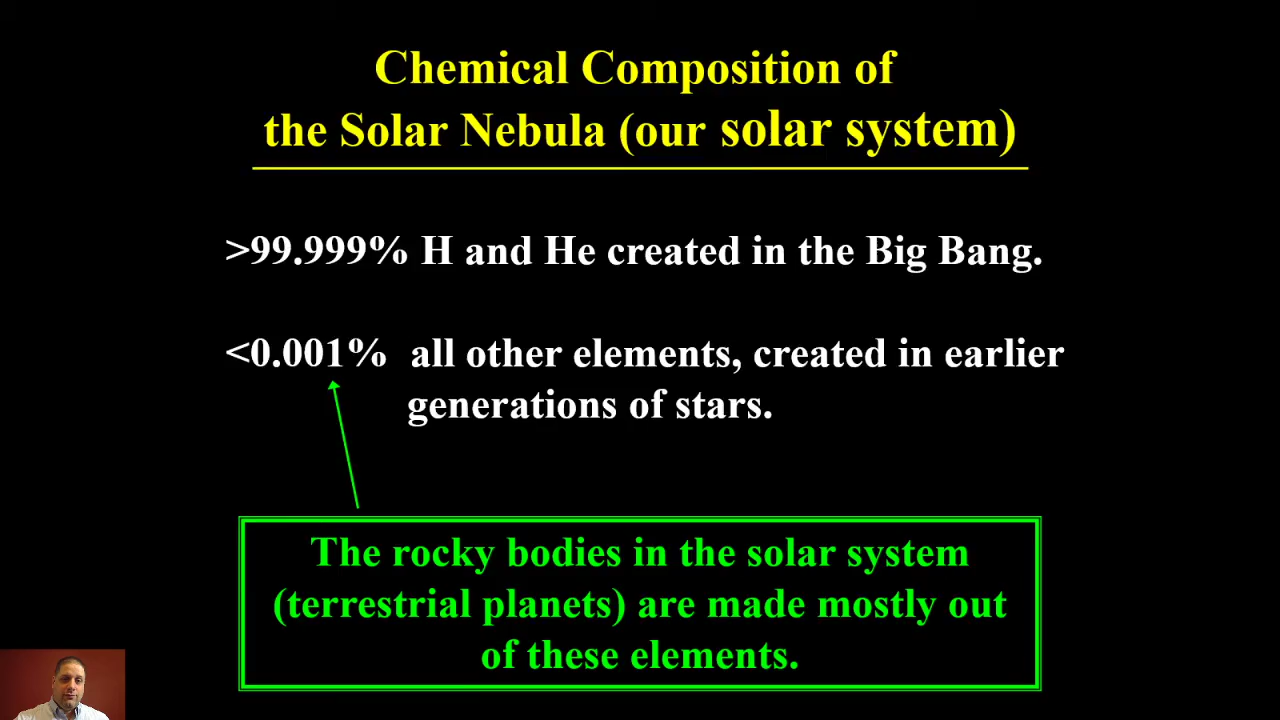 Chemical Composition of
the Solar Nebula (our solar system)
>99.999% H and He created in the Big Bang.
<0.001% all other elements, created in earlier
generations of stars.
The rocky bodies in the solar system
(terrestrial planets) are made mostly out
of these elements.